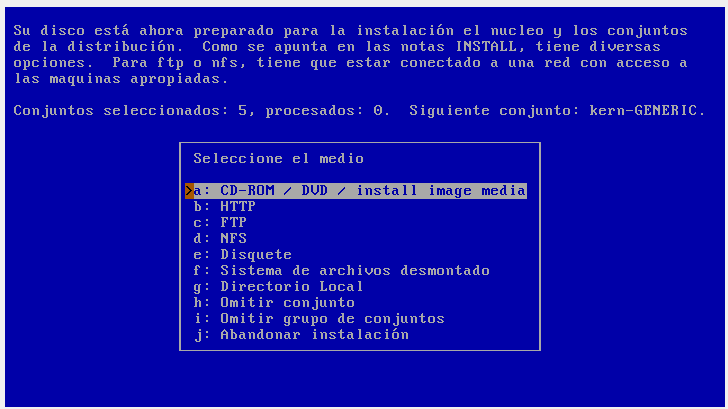 Su disco está ahora preparado para la instalación el nucleo y los conjuntos
de la distribución.  Como se apunta en las notas INSTALL, tiene diversas
opciones.  Para ftp o nfs, tiene que estar conectado a una red con acceso a
las maquinas apropiadas.
Conjuntos seleccionados: 5, procesados: 0.  Siguiente conjunto: kern-GENERIC.
Seleccione el medio
>a: CD-ROM / DVD / install image media
b: HTTP
c: FTP
d: NFS
e: Disquete
f: Sistema de archivos desmontado
g: Directorio Local
h: Omitir conjunto
i: Omitir grupo de conjuntos
j: Abandonar instalación